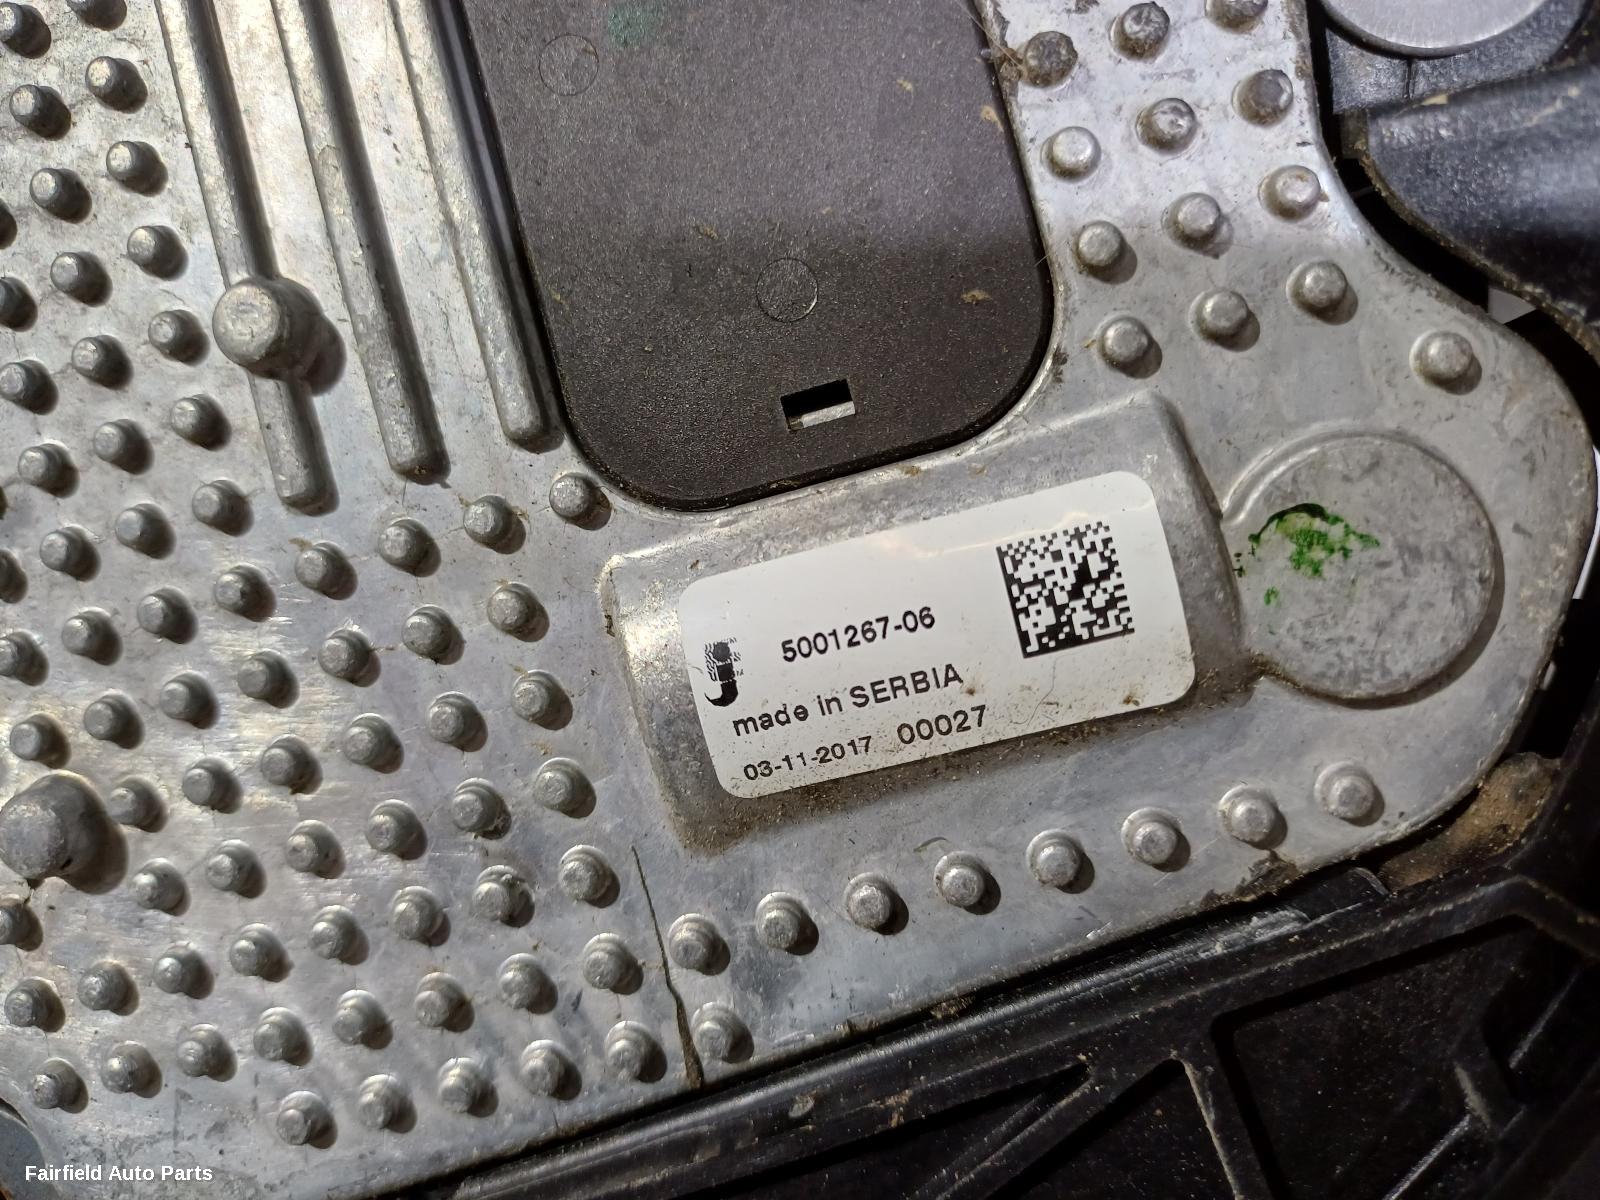 5001267-06
made in SERBIA
03-11-2017 00027
Fairfield Auto Parts